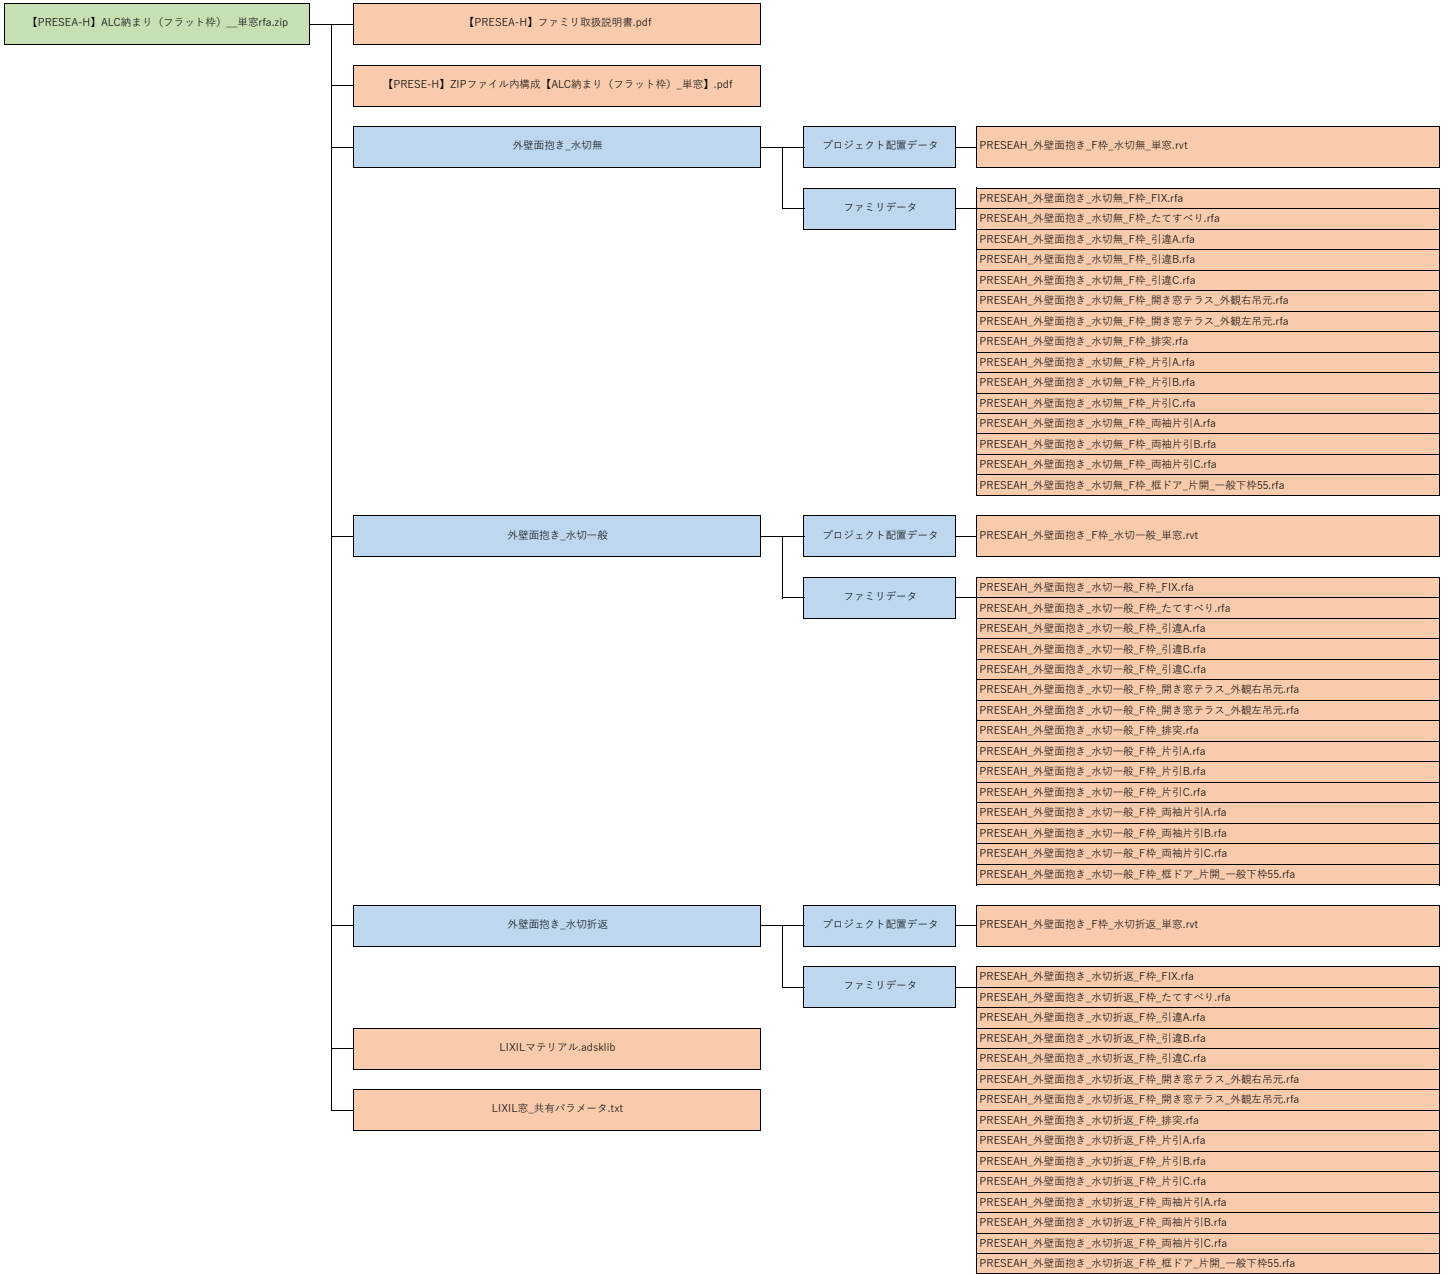 【PRESEA-H】ALC納まり（フラット枠）__単窓rfa.zip
【PRESEA-H】ファミリ取扱説明書.pdf
【PRESE-H】ZIPファイル内構成【ALC納まり（フラット枠）_単窓】.pdf
外壁面抱き_水切無
プロジェクト配置データ
PRESEAH_外壁面抱き_F枠_水切無_単窓.rvt
ファミリデータ
PRESEAH_外壁面抱き_水切無_F枠_FIX.rfa
PRESEAH_外壁面抱き_水切無_F枠_たてすべり.rfa
PRESEAH_外壁面抱き_水切無_F枠_引違A.rfa
PRESEAH_外壁面抱き_水切無_F枠_引違B.rfa
PRESEAH_外壁面抱き_水切無_F枠_引違C.rfa
PRESEAH_外壁面抱き_水切無_F枠_開き窓テラス_外観右吊元.rfa
PRESEAH_外壁面抱き_水切無_F枠_開き窓テラス_外観左吊元.rfa
PRESEAH_外壁面抱き_水切無_F枠_排突.rfa
PRESEAH_外壁面抱き_水切無_F枠_片引A.rfa
PRESEAH_外壁面抱き_水切無_F枠_片引B.rfa
PRESEAH_外壁面抱き_水切無_F枠_片引C.rfa
PRESEAH_外壁面抱き_水切無_F枠_両袖片引A.rfa
PRESEAH_外壁面抱き_水切無_F枠_両袖片引B.rfa
PRESEAH_外壁面抱き_水切無_F枠_両袖片引C.rfa
PRESEAH_外壁面抱き_水切無_F枠_框ドア_片開_一般下枠55.rfa
外壁面抱き_水切一般
プロジェクト配置データ
PRESEAH_外壁面抱き_F枠_水切一般_単窓.rvt
ファミリデータ
PRESEAH_外壁面抱き_水切一般_F枠_FIX.rfa
PRESEAH_外壁面抱き_水切一般_F枠_たてすべり.rfa
PRESEAH_外壁面抱き_水切一般_F枠_引違A.rfa
PRESEAH_外壁面抱き_水切一般_F枠_引違B.rfa
PRESEAH_外壁面抱き_水切一般_F枠_引違C.rfa
PRESEAH_外壁面抱き_水切一般_F枠_開き窓テラス_外観右吊元.rfa
PRESEAH_外壁面抱き_水切一般_F枠_開き窓テラス_外観左吊元.rfa
PRESEAH_外壁面抱き_水切一般_F枠_排突.rfa
PRESEAH_外壁面抱き_水切一般_F枠_片引A.rfa
PRESEAH_外壁面抱き_水切一般_F枠_片引B.rfa
PRESEAH_外壁面抱き_水切一般_F枠_片引C.rfa
PRESEAH_外壁面抱き_水切一般_F枠_両袖片引A.rfa
PRESEAH_外壁面抱き_水切一般_F枠_両袖片引B.rfa
PRESEAH_外壁面抱き_水切一般_F枠_両袖片引C.rfa
PRESEAH_外壁面抱き_水切一般_F枠_框ドア_片開_一般下枠55.rfa
外壁面抱き_水切折返
プロジェクト配置データ
PRESEAH_外壁面抱き_F枠_水切折返_単窓.rvt
ファミリデータ
PRESEAH_外壁面抱き_水切折返_F枠_FIX.rfa
PRESEAH_外壁面抱き_水切折返_F枠_たてすべり.rfa
PRESEAH_外壁面抱き_水切折返_F枠_引違A.rfa
PRESEAH_外壁面抱き_水切折返_F枠_引違B.rfa
PRESEAH_外壁面抱き_水切折返_F枠_引違C.rfa
PRESEAH_外壁面抱き_水切折返_F枠_開き窓テラス_外観右吊元.rfa
PRESEAH_外壁面抱き_水切折返_F枠_開き窓テラス_外観左吊元.rfa
PRESEAH_外壁面抱き_水切折返_F枠_排突.rfa
PRESEAH_外壁面抱き_水切折返_F枠_片引A.rfa
PRESEAH_外壁面抱き_水切折返_F枠_片引B.rfa
PRESEAH_外壁面抱き_水切折返_F枠_片引C.rfa
PRESEAH_外壁面抱き_水切折返_F枠_両袖片引A.rfa
PRESEAH_外壁面抱き_水切折返_F枠_両袖片引B.rfa
PRESEAH_外壁面抱き_水切折返_F枠_両袖片引C.rfa
PRESEAH_外壁面抱き_水切折返_F枠_框ドア_片開_一般下枠55.rfa
LIXILマテリアル.adsklib
LIXIL窓_共有パラメータ.txt